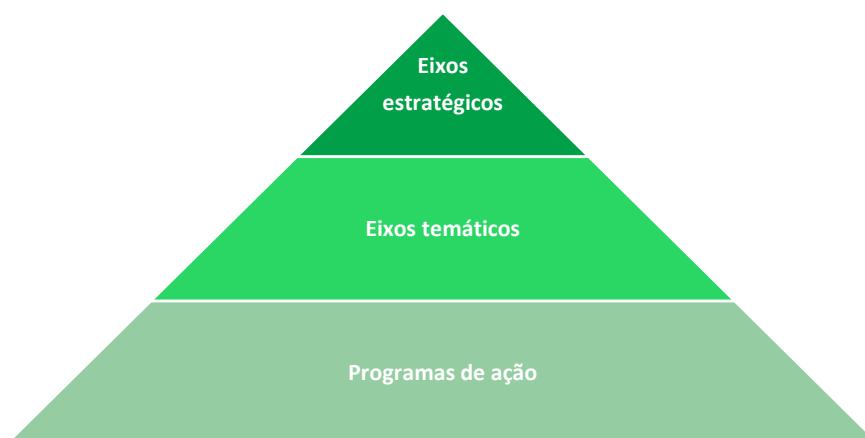 Eixos
estratégicos
Eixos temáticos
Programas de ação